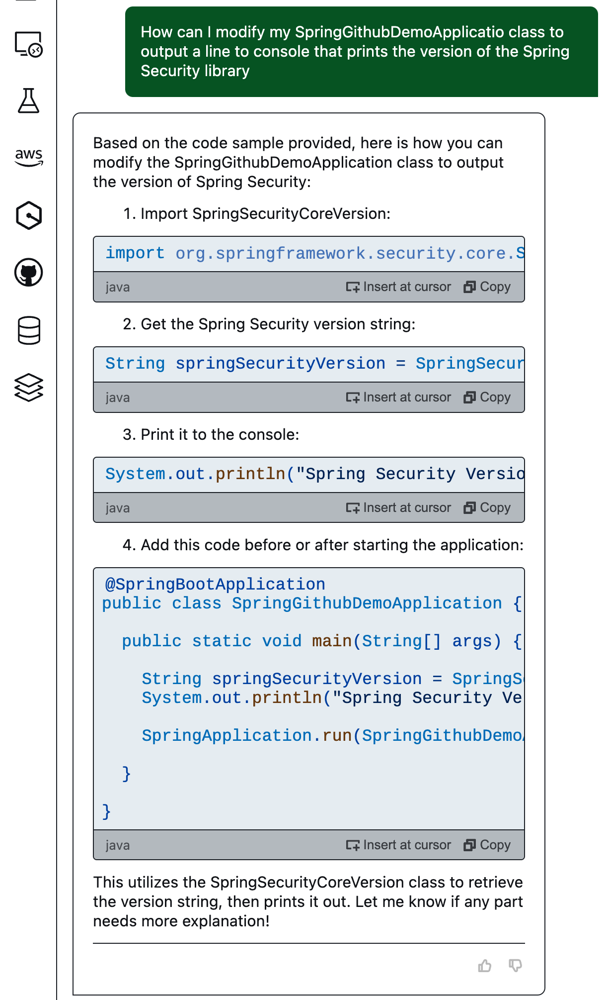 How can I modify my SpringGithubDemoApplicatio class to
output a line to console that prints the version of the Spring
Security library
aws
Based on the code sample provided, here is how you can
modify the SpringGithubDemoApplication class to output
the version of Spring Security:
1. Import SpringSecurityCoreVersion:
import org.springframework.security.core.S
java Insert at cursor Copy
2. Get the Spring Security version string:
String springSecurityVersion = SpringSecur
java Insert at cursor Copy
3. Print it to the console:
System.out.println("Spring Security Versio
java Insert at cursor Copy
4. Add this code before or after starting the application:
@SpringBootApplication
public class SpringGithubDemoApplication {
public static void main(String[] args) {
String springSecurityVersion = SpringSe
System.out.println("Spring Security Ve
SpringApplication.run(SpringGithubDemoA
}
}
java Insert at cursor Copy
This utilizes the SpringSecurityCoreVersion class to retrieve
the version string, then prints it out. Let me know if any part
needs more explanation!